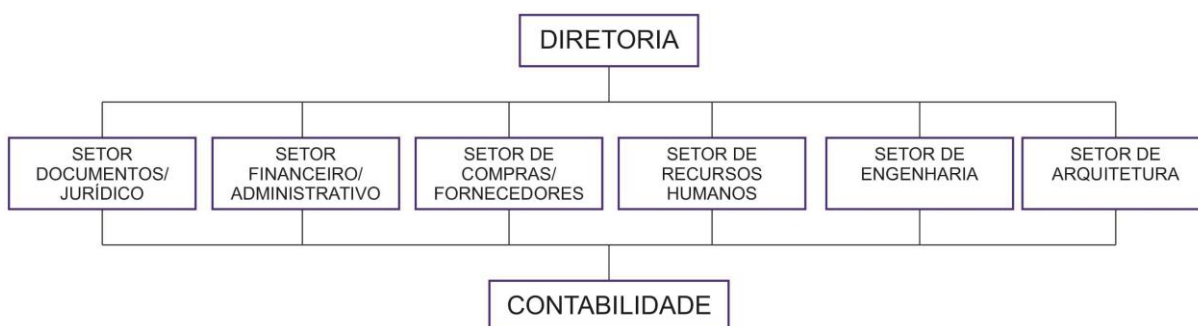 DIRETORIA
SETOR
DOCUMENTOS/
JURÍDICO
SETOR
FINANCEIRO/
ADMINISTRATIVO
SETOR DE
COMPRAS/
FORNECEDORES
SETOR DE
RECURSOS
HUMANOS
SETOR DE
ENGENHARIA
SETOR DE
ARQUITETURA
CONTABILIDADE